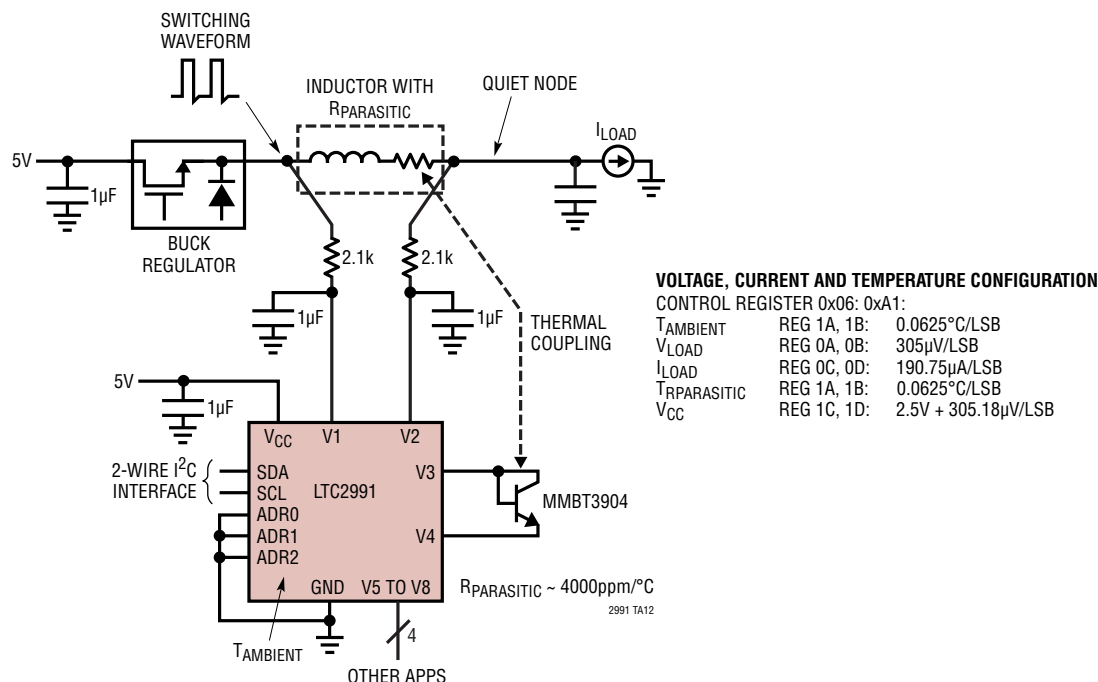 SWITCHING
WAVEFORM
INDUCTOR WITH
RPARASITIC
QUIET NODE
ILOAD
5V
1µF
BUCK
REGULATOR
2.1k
2.1k
1µF
1µF
THERMAL
COUPLING
VOLTAGE, CURRENT AND TEMPERATURE CONFIGURATION
CONTROL REGISTER 0x06: 0xA1:
TAMBIENT REG 1A, 1B: 0.0625°C/LSB
VLOAD REG 0A, 0B: 305µV/LSB
ILOAD REG 0C, 0D: 190.75µA/LSB
TRPARASITIC REG 1A, 1B: 0.0625°C/LSB
VCC REG 1C, 1D: 2.5V + 305.18µV/LSB
5V
1µF
VCC V1 V2
2-WIRE I2C
INTERFACE
SDA
SCL
LTC2991
ADR0
ADR1
ADR2
V3
V4
MMBT3904
GND V5 TO V8
RPARASITIC ~ 4000ppm/°C
2991 TA12
4
TAMBIENT
OTHER APPS